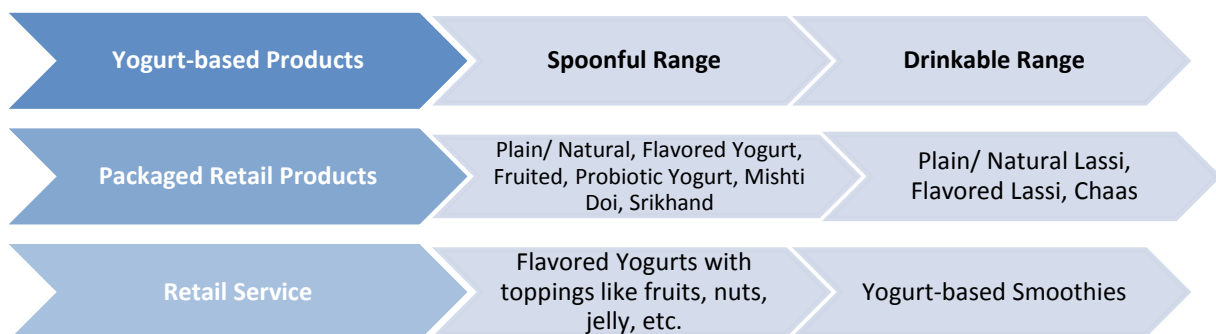 Yogurt-based Products
Spoonful Range
Drinkable Range
Packaged Retail Products
Plain/ Natural, Flavored Yogurt,
Fruited, Probiotic Yogurt, Mishti
Doi, Srikhand
Plain/ Natural Lassi,
Flavored Lassi, Chaas
Retail Service
Flavored Yogurts with
toppings like fruits, nuts,
jelly, etc.
Yogurt-based Smoothies